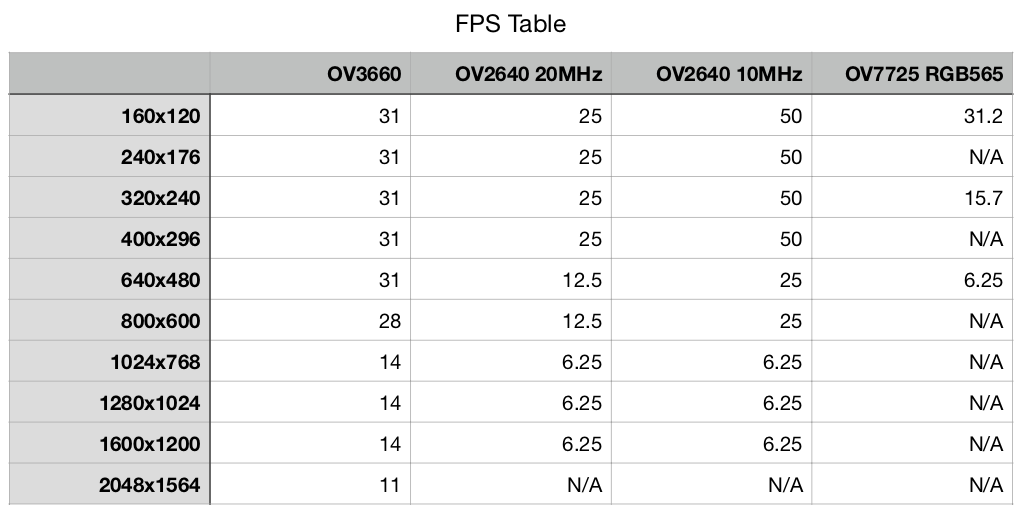 FPS Table
OV3660 OV2640 20MHz OV2640 10MHz OV7725 RGB565
160x120 31 25 50 31.2
240x176 31 25 50 N/A
320x240 31 25 50 15.7
400x296 31 25 50 N/A
640x480 31 12.5 25 6.25
800x600 28 12.5 25 N/A
1024x768 14 6.25 6.25 N/A
1280x1024 14 6.25 6.25 N/A
1600x1200 14 6.25 6.25 N/A
2048x1564 11 N/A N/A N/A